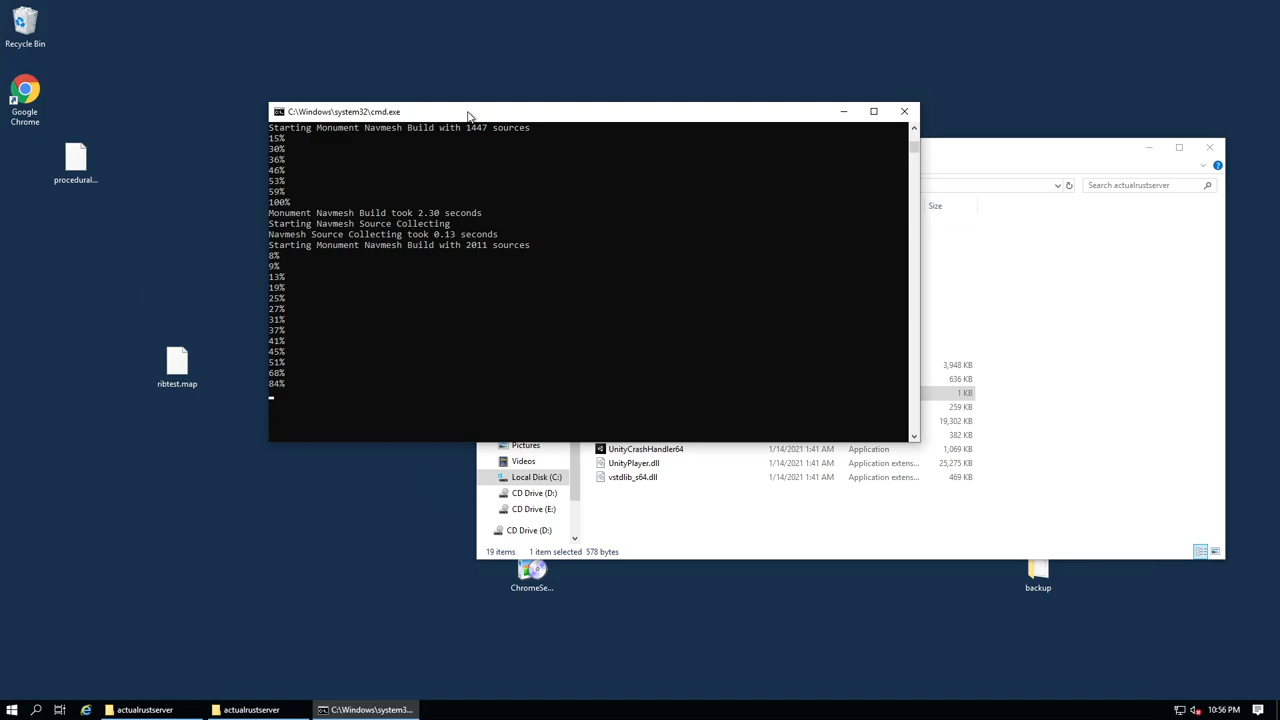 Recycle Bin
Google
Chrome
procedural...
ribtest.map
C:\Windows\system32\cmd.exe
Starting Monument Navmesh Build with 1447 sources
15%
30%
36%
46%
53%
59%
100%
Monument Navmesh Build took 2.30 seconds
Starting Navmesh Source Collecting
Navmesh Source Collecting took 0.13 seconds
Starting Monument Navmesh Build with 2011 sources
8%
9%
13%
19%
25%
27%
31%
37%
41%
45%
51%
68%
84%
Search actualrustserver
Size
3,948 KB
636 KB
1 KB
259 KB
19,302 KB
382 KB
UnityCrashHandler64 1/14/2021 1:41 AM Application 1,069 KB
UnityPlayer.dll 1/14/2021 1:41 AM Application extens... 25,275 KB
vstdlib_s64.dll 1/14/2021 1:41 AM Application extens... 469 KB
Pictures
Videos
Local Disk (C:)
CD Drive (D:)
CD Drive (E:)
CD Drive (D:)
19 items 1 item selected 578 bytes
ChromeSe...
backup
actualrustserver
actualrustserver
C:\Windows\system3...
10:56 PM